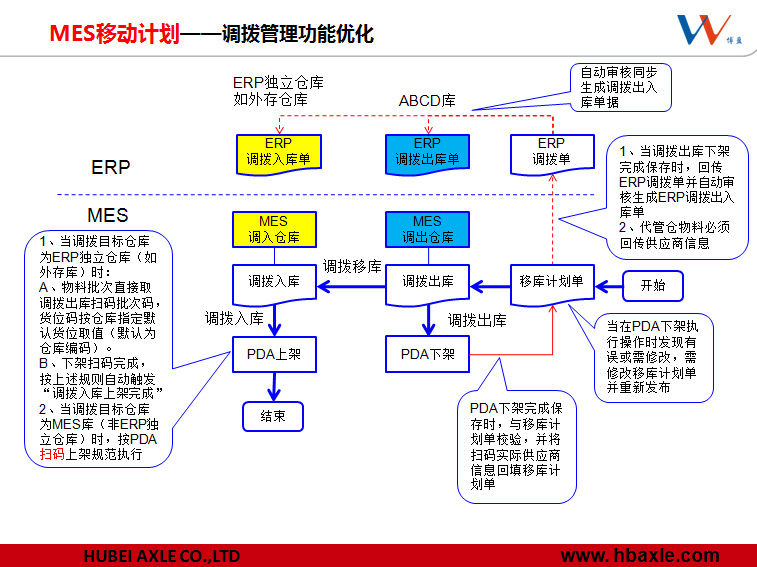 MES移动计划——调拨管理功能优化
博盈
ERP独立仓库
如外存仓库
ABCD库
自动审核同步
生成调拨出入
库单据
ERP
调拨入库单
ERP
调拨出库单
ERP
调拨单
ERP
1、当调拨出库下架
完成保存时，回传
ERP调拨单并自动审
核生成ERP调拨出入
库单
2、代管仓物料必须
回传供应商信息
MES
MES
调入仓库
MES
调出仓库
1、当调拨目标仓库
为ERP独立仓库（如
外存库）时：
A、物料批次直接取
调拨出库扫码批次码，
货位码按仓库指定默
认货位取值（默认为
仓库编码）。
B、下架扫码完成，
按上述规则自动触发
“调拨入库上架完成”
2、当调拨目标仓库
为MES库（非ERP独
立仓库）时，按PDA
扫码上架规范执行
调拨入库
调拨移库
调拨出库
移库计划单
开始
调拨入库
调拨出库
PDA上架
PDA下架
当在PDA下架执
行操作时发现有
误或需修改，需
修改移库计划单
并重新发布
结束
PDA下架完成保
存时，与移库计
划单校验，并将
扫码实际供应商
信息回填移库计
划单
HUBEI AXLE CO.,LTD
www. hbaxle.com